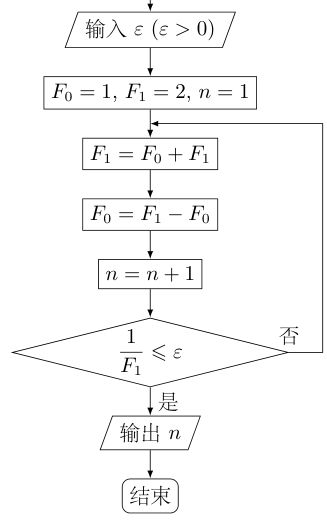 输入 ε (ε > 0)
F₀ = 1, F₁ = 2, n = 1
F₁ = F₀ + F₁
F₀ = F₁ − F₀
n = n + 1
1/F₁ ⩽ ε
否
是
输出 n
结束